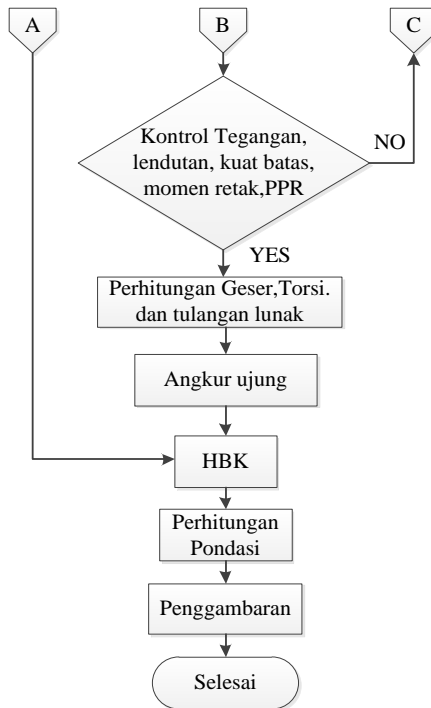 A
B
C
Kontrol Tegangan,
lendutan, kuat batas,
momen retak,PPR
NO
YES
Perhitungan Geser,Torsi.
dan tulangan lunak
Angkur ujung
HBK
Perhitungan
Pondasi
Penggambaran
Selesai